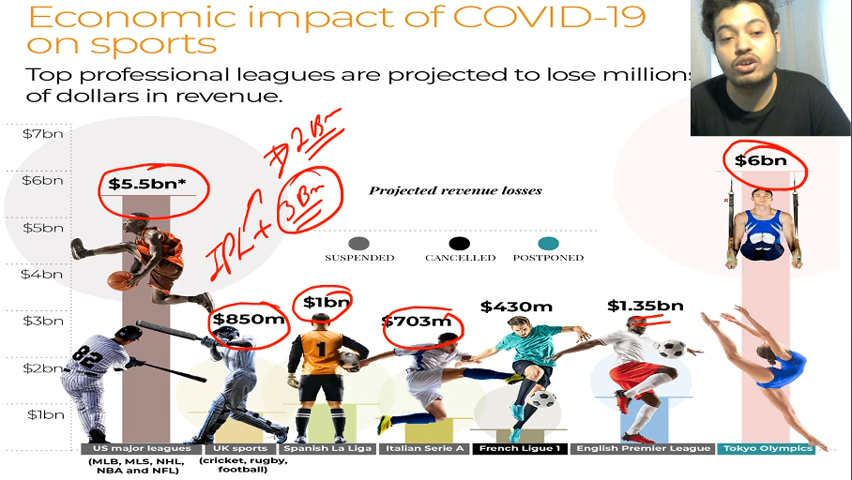 Economic impact of COVID-19
on sports
Top professional leagues are projected to lose millions
of dollars in revenue.
$7bn
$6bn
$5bn
$4bn
$3bn
$2bn
$1bn
$5.5bn*
IPL + 3Bn
2Bn
Projected revenue losses
SUSPENDED
CANCELLED
POSTPONED
$6bn
$850m
$1bn
$703m
$430m
$1.35bn
82
1
US major leagues
(MLB, MLS, NHL,
NBA and NFL)
UK sports
(cricket, rugby,
football)
Spanish La Liga
Italian Serie A
French Ligue 1
English Premier League
Tokyo Olympics